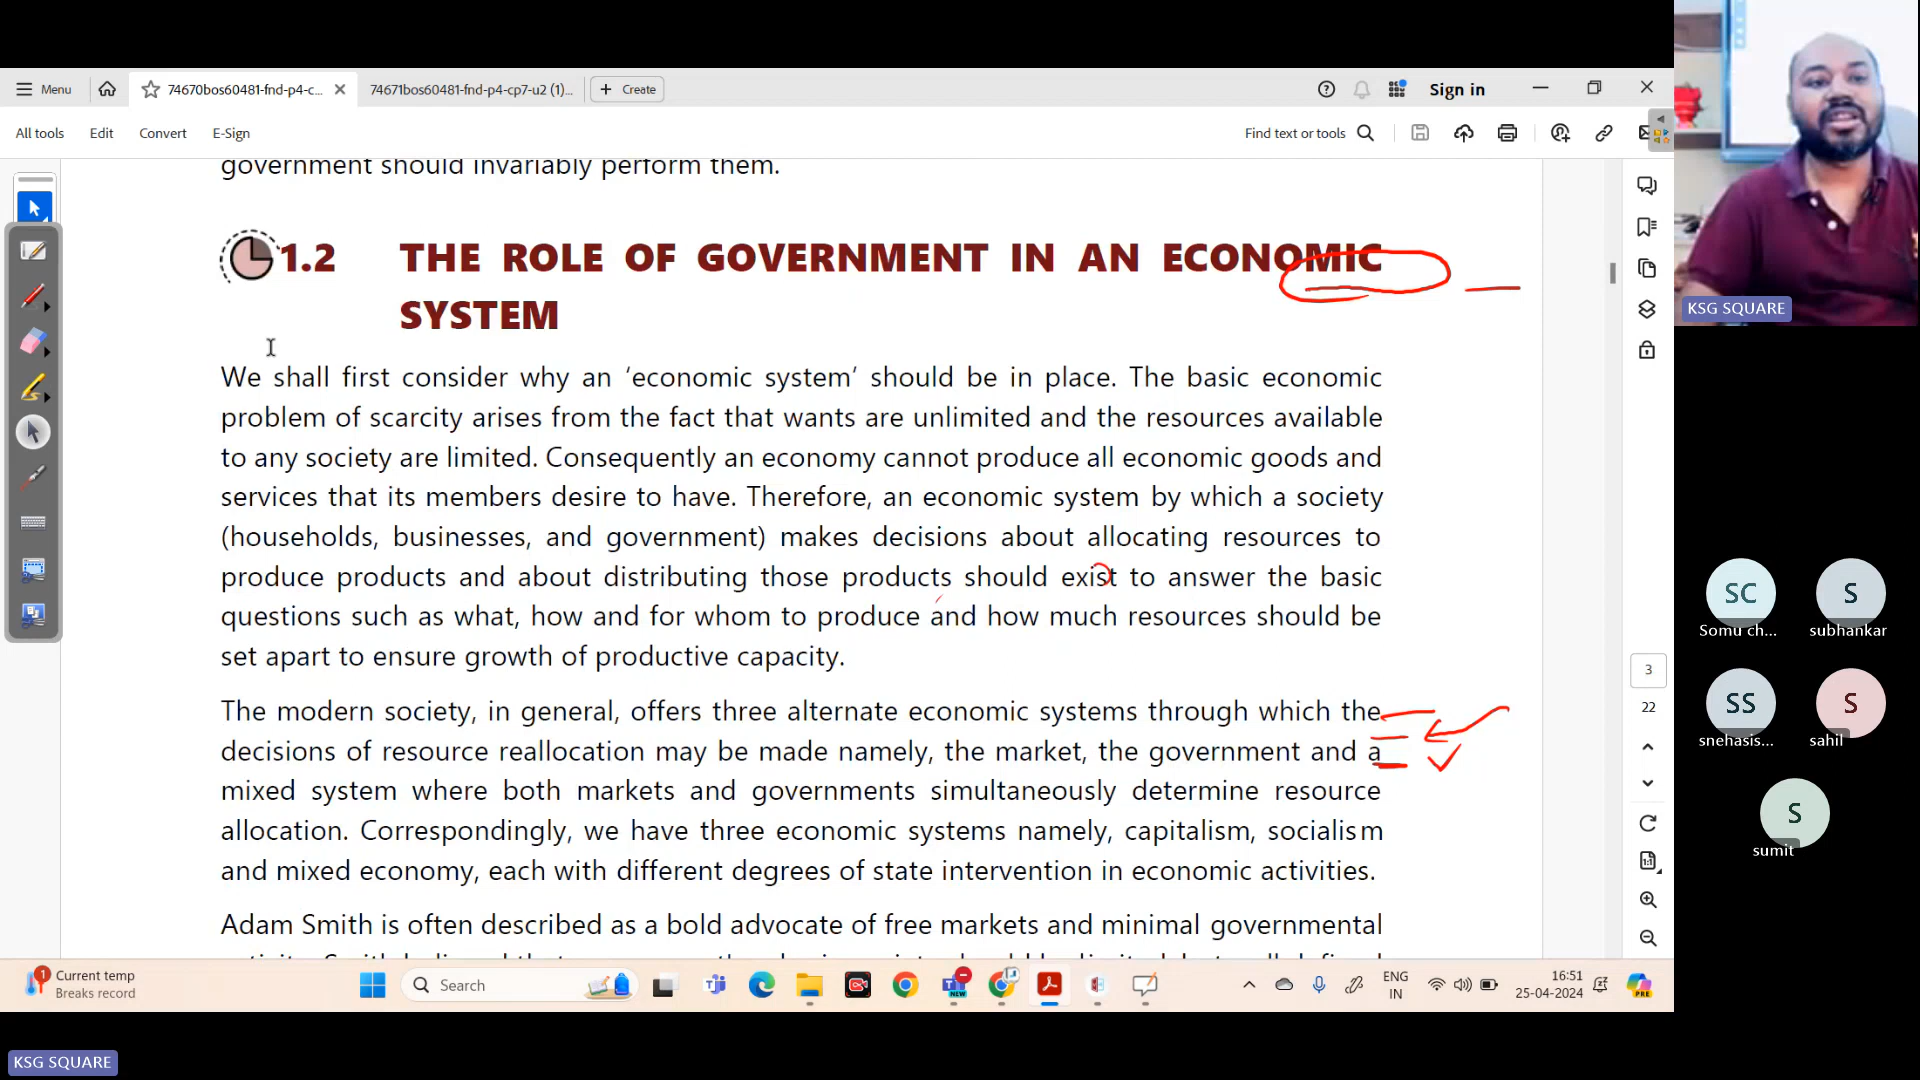 Menu
74670bos60481-fnd-p4-c...
74671bos60481-fnd-p4-cp7-u2 (1)...
Create
Sign in
All tools
Edit
Convert
E-Sign
Find text or tools
government should invariably perform them.
1.2 THE ROLE OF GOVERNMENT IN AN ECONOMIC
SYSTEM
We shall first consider why an ‘economic system’ should be in place. The basic economic
problem of scarcity arises from the fact that wants are unlimited and the resources available
to any society are limited. Consequently an economy cannot produce all economic goods and
services that its members desire to have. Therefore, an economic system by which a society
(households, businesses, and government) makes decisions about allocating resources to
produce products and about distributing those products should exist to answer the basic
questions such as what, how and for whom to produce and how much resources should be
set apart to ensure growth of productive capacity.
The modern society, in general, offers three alternate economic systems through which the
decisions of resource reallocation may be made namely, the market, the government and a
mixed system where both markets and governments simultaneously determine resource
allocation. Correspondingly, we have three economic systems namely, capitalism, socialism
and mixed economy, each with different degrees of state intervention in economic activities.
Adam Smith is often described as a bold advocate of free markets and minimal governmental
3
22
KSG SQUARE
SC
Somu ch...
S
subhankar
SS
snehasis...
S
sahil
S
sumit
1
Current temp
Breaks record
Search
NEW
ENG
IN
16:51
25-04-2024
PRE
KSG SQUARE